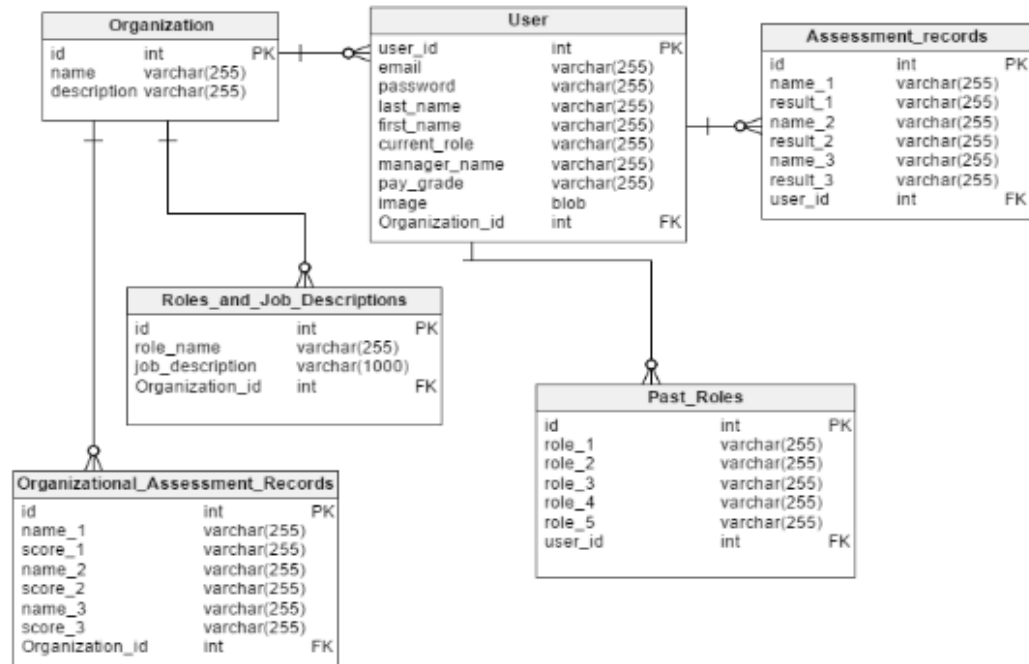 Organization
id int PK
name varchar(255)
description varchar(255)
User
user_id int PK
email varchar(255)
password varchar(255)
last_name varchar(255)
first_name varchar(255)
current_role varchar(255)
manager_name varchar(255)
pay_grade varchar(255)
image blob
Organization_id int FK
Assessment_records
id int PK
name_1 varchar(255)
result_1 varchar(255)
name_2 varchar(255)
result_2 varchar(255)
name_3 varchar(255)
result_3 varchar(255)
user_id int FK
Roles_and_Job_Descriptions
id int PK
role_name varchar(255)
job_description varchar(1000)
Organization_id int FK
Past_Roles
id int PK
role_1 varchar(255)
role_2 varchar(255)
role_3 varchar(255)
role_4 varchar(255)
role_5 varchar(255)
user_id int FK
Organizational_Assessment_Records
id int PK
name_1 varchar(255)
score_1 varchar(255)
name_2 varchar(255)
score_2 varchar(255)
name_3 varchar(255)
score_3 varchar(255)
Organization_id int FK